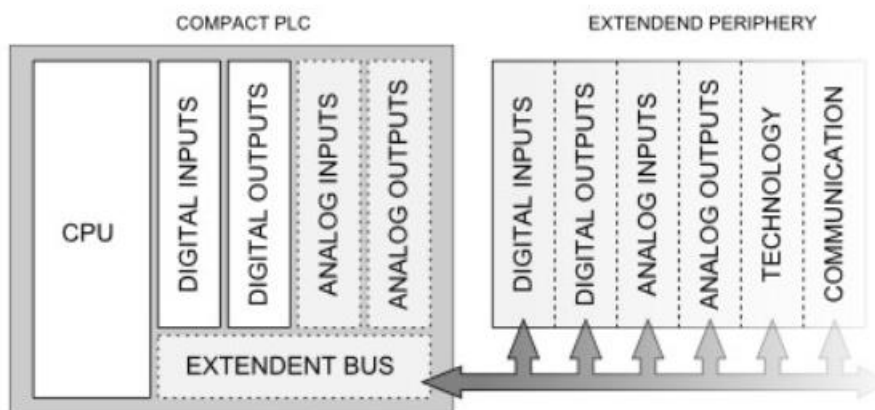 COMPACT PLC
EXTENDEND PERIPHERY
CPU
DIGITAL INPUTS
DIGITAL OUTPUTS
ANALOG INPUTS
ANALOG OUTPUTS
EXTENDENT BUS
DIGITAL INPUTS
DIGITAL OUTPUTS
ANALOG INPUTS
ANALOG OUTPUTS
TECHNOLOGY
COMMUNICATION